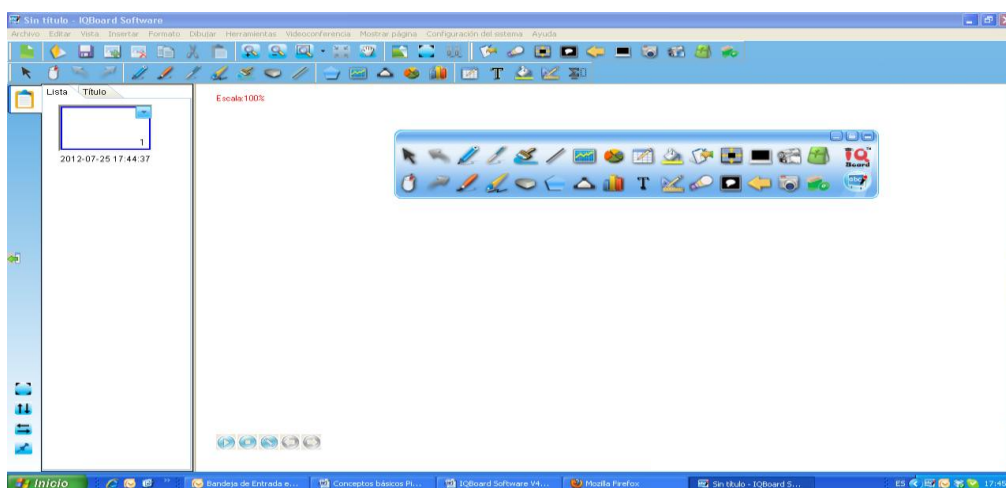 Sin título - IQBoard Software
Archivo Editar Vista Insertar Formato Dibujar Herramientas Videoconferencia Mostrar página Configuración del sistema Ayuda
Lista Título
Escala:100%
1
2012-07-25 17:44:37
IQ
Board
abc
T
T
Inicio
Bandeja de Entrada e...
Conceptos básicos Pi...
IQBoard Software V4...
Mozilla Firefox
Sin título - IQBoard S...
ES